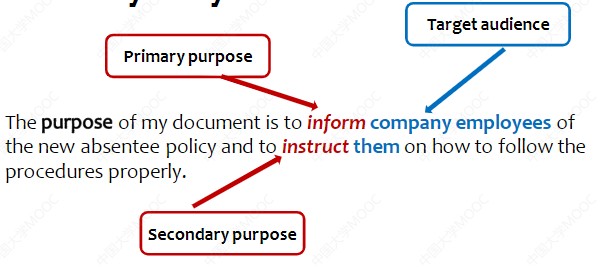 Target audience
Primary purpose
The purpose of my document is to inform company employees of
the new absentee policy and to instruct them on how to follow the
procedures properly.
Secondary purpose